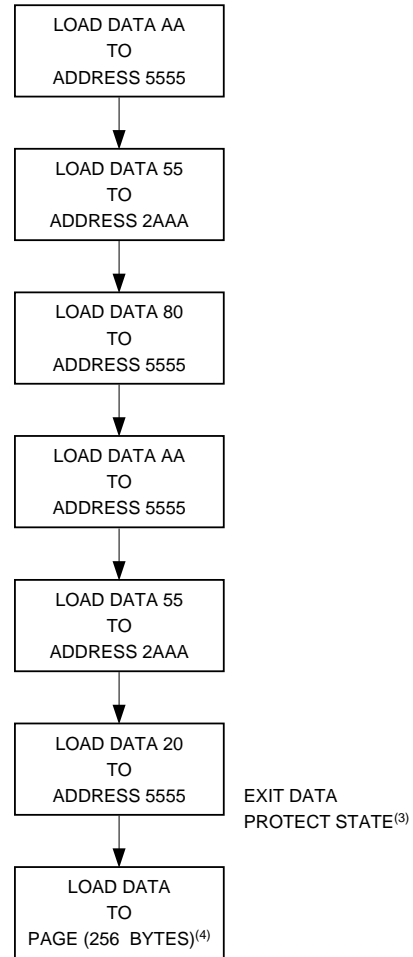 LOAD DATA AA
TO
ADDRESS 5555
LOAD DATA 55
TO
ADDRESS 2AAA
LOAD DATA 80
TO
ADDRESS 5555
LOAD DATA AA
TO
ADDRESS 5555
LOAD DATA 55
TO
ADDRESS 2AAA
LOAD DATA 20
TO
ADDRESS 5555
EXIT DATA
PROTECT STATE(3)
LOAD DATA
TO
PAGE (256 BYTES)(4)